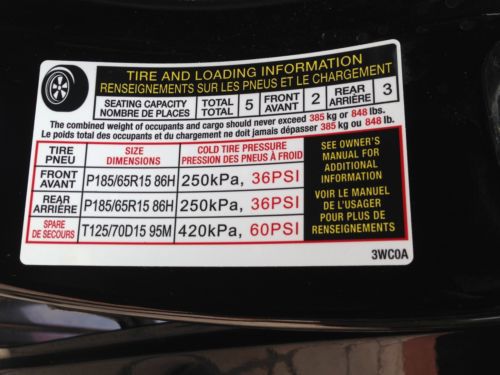 TIRE AND LOADING INFORMATION
RENSEIGNEMENTS SUR LES PNEUS ET LE CHARGEMENT
SEATING CAPACITY TOTAL 5 FRONT 2 REAR 3
NOMBRE DE PLACES TOTAL AVANT ARRIÈRE
The combined weight of occupants and cargo should never exceed 385 kg or 848 lbs.
Le poids total des occupants et du chargement ne doit jamais dépasser 385 kg ou 848 lb.
TIRE SIZE COLD TIRE PRESSURE
PNEU DIMENSIONS PRESSION DES PNEUS À FROID
FRONT AVANT P185/65R15 86H 250kPa, 36PSI
REAR ARRIÈRE P185/65R15 86H 250kPa, 36PSI
SPARE DE SECOURS T125/70D15 95M 420kPa, 60PSI
SEE OWNER'S
MANUAL FOR
ADDITIONAL
INFORMATION
VOIR LE MANUEL
DE L'USAGER
POUR PLUS DE
RENSEIGNEMENTS
3WC0A